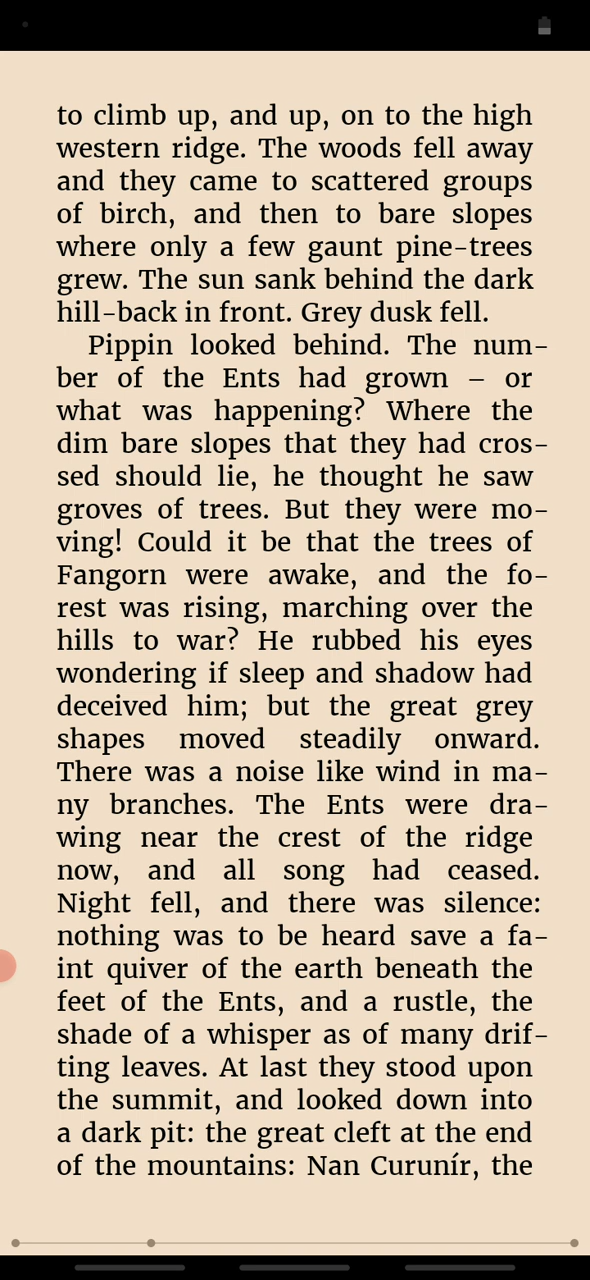 to climb up, and up, on to the high
western ridge. The woods fell away
and they came to scattered groups
of birch, and then to bare slopes
where only a few gaunt pine-trees
grew. The sun sank behind the dark
hill-back in front. Grey dusk fell.
Pippin looked behind. The num-
ber of the Ents had grown – or
what was happening? Where the
dim bare slopes that they had cros-
sed should lie, he thought he saw
groves of trees. But they were mo-
ving! Could it be that the trees of
Fangorn were awake, and the fo-
rest was rising, marching over the
hills to war? He rubbed his eyes
wondering if sleep and shadow had
deceived him; but the great grey
shapes moved steadily onward.
There was a noise like wind in ma-
ny branches. The Ents were dra-
wing near the crest of the ridge
now, and all song had ceased.
Night fell, and there was silence:
nothing was to be heard save a fa-
int quiver of the earth beneath the
feet of the Ents, and a rustle, the
shade of a whisper as of many drif-
ting leaves. At last they stood upon
the summit, and looked down into
a dark pit: the great cleft at the end
of the mountains: Nan Curunír, the